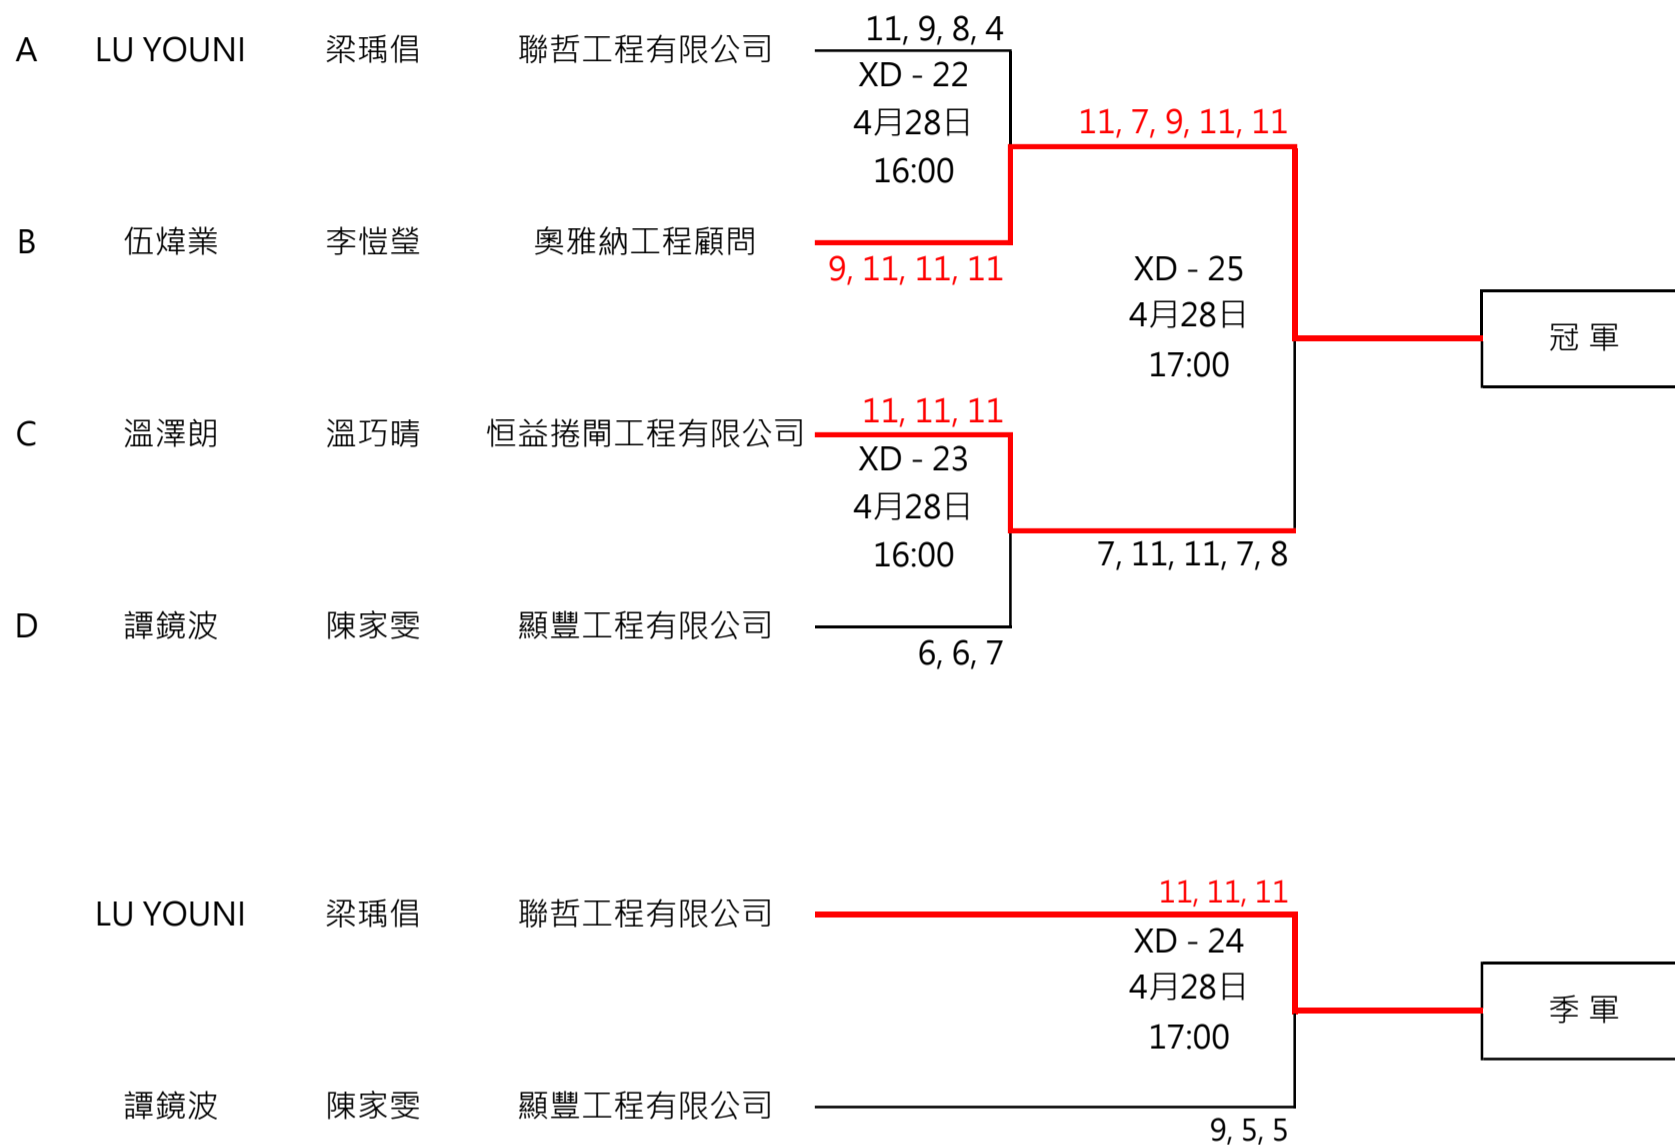 11, 9, 8, 4
A LU YOUNI 梁瑀倡 聯哲工程有限公司
XD - 22
4月28日
11, 7, 9, 11, 11
16:00
B 伍煒業 李愷瑩 奧雅納工程顧問
9, 11, 11, 11
XD - 25
4月28日
17:00
冠 軍
11, 11, 11
C 溫澤朗 溫巧晴 恒益捲閘工程有限公司
XD - 23
4月28日
16:00
7, 11, 11, 7, 8
D 譚鏡波 陳家雯 顯豐工程有限公司
6, 6, 7
11, 11, 11
LU YOUNI 梁瑀倡 聯哲工程有限公司
XD - 24
4月28日
17:00
季 軍
譚鏡波 陳家雯 顯豐工程有限公司
9, 5, 5